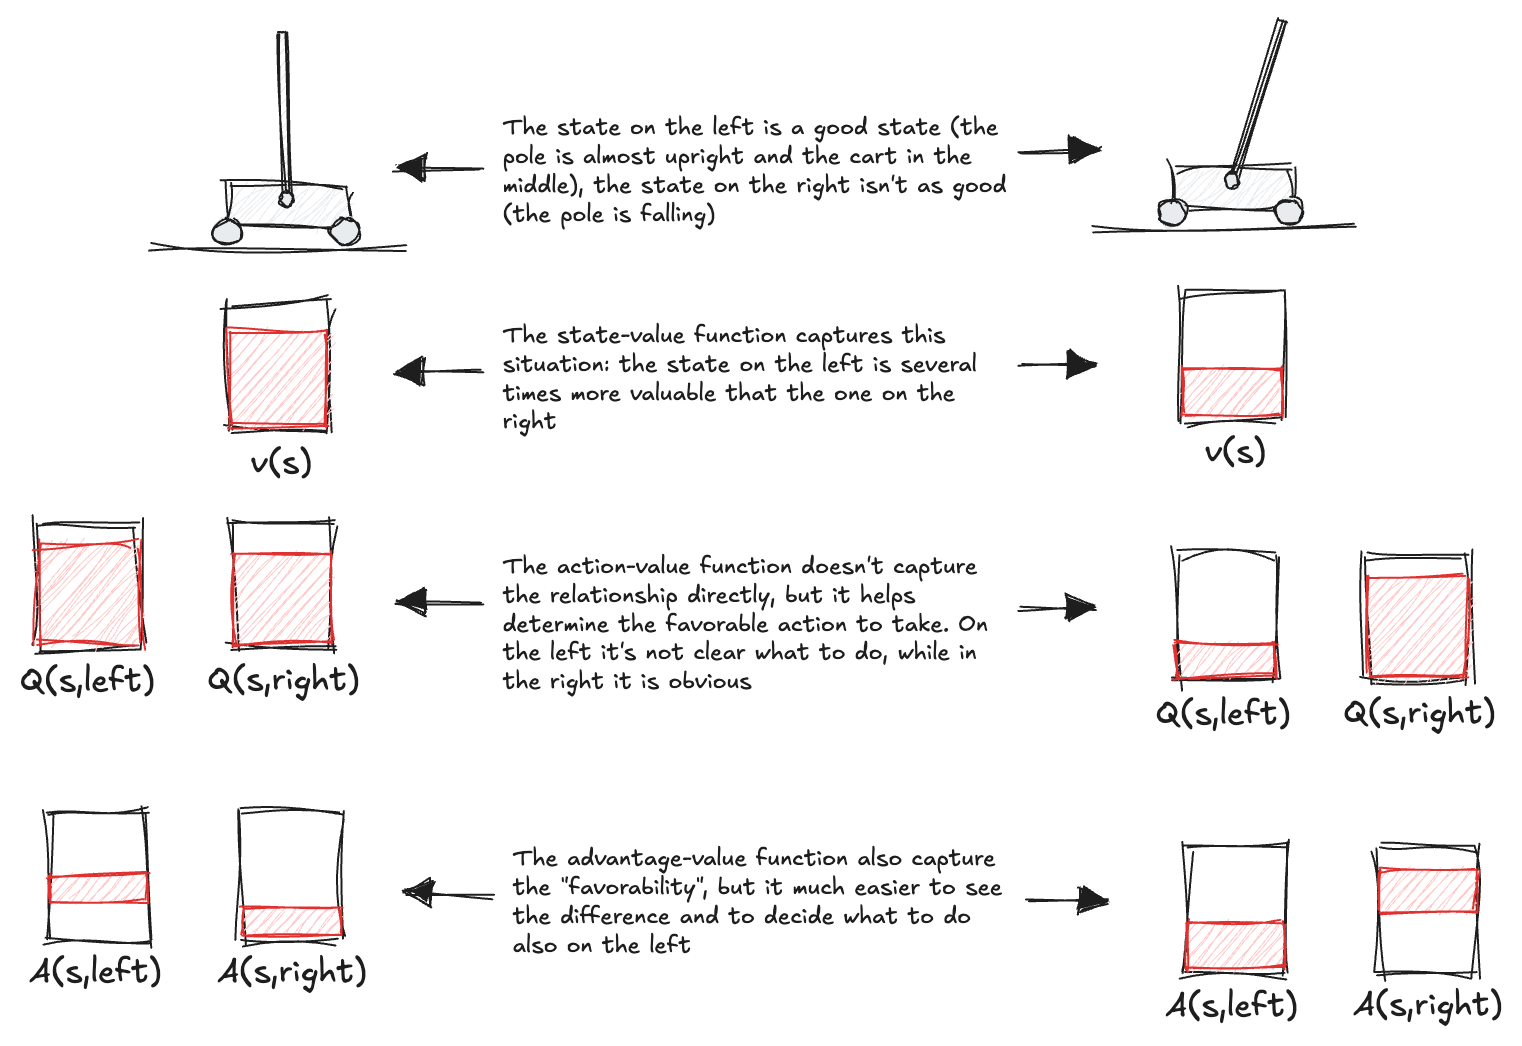 The state on the left is a good state (the
pole is almost upright and the cart in the
middle), the state on the right isn't as good
(the pole is falling)
The state-value function captures this
situation: the state on the left is several
times more valuable that the one on the
right
v(s)
v(s)
The action-value function doesn't capture
the relationship directly, but it helps
determine the favorable action to take. On
the left it's not clear what to do, while in
the right it is obvious
Q(s,left)
Q(s,right)
Q(s,left)
Q(s,right)
The advantage-value function also capture
the "favorability", but it much easier to see
the difference and to decide what to do
also on the left
A(s,left)
A(s,right)
A(s,left)
A(s,right)